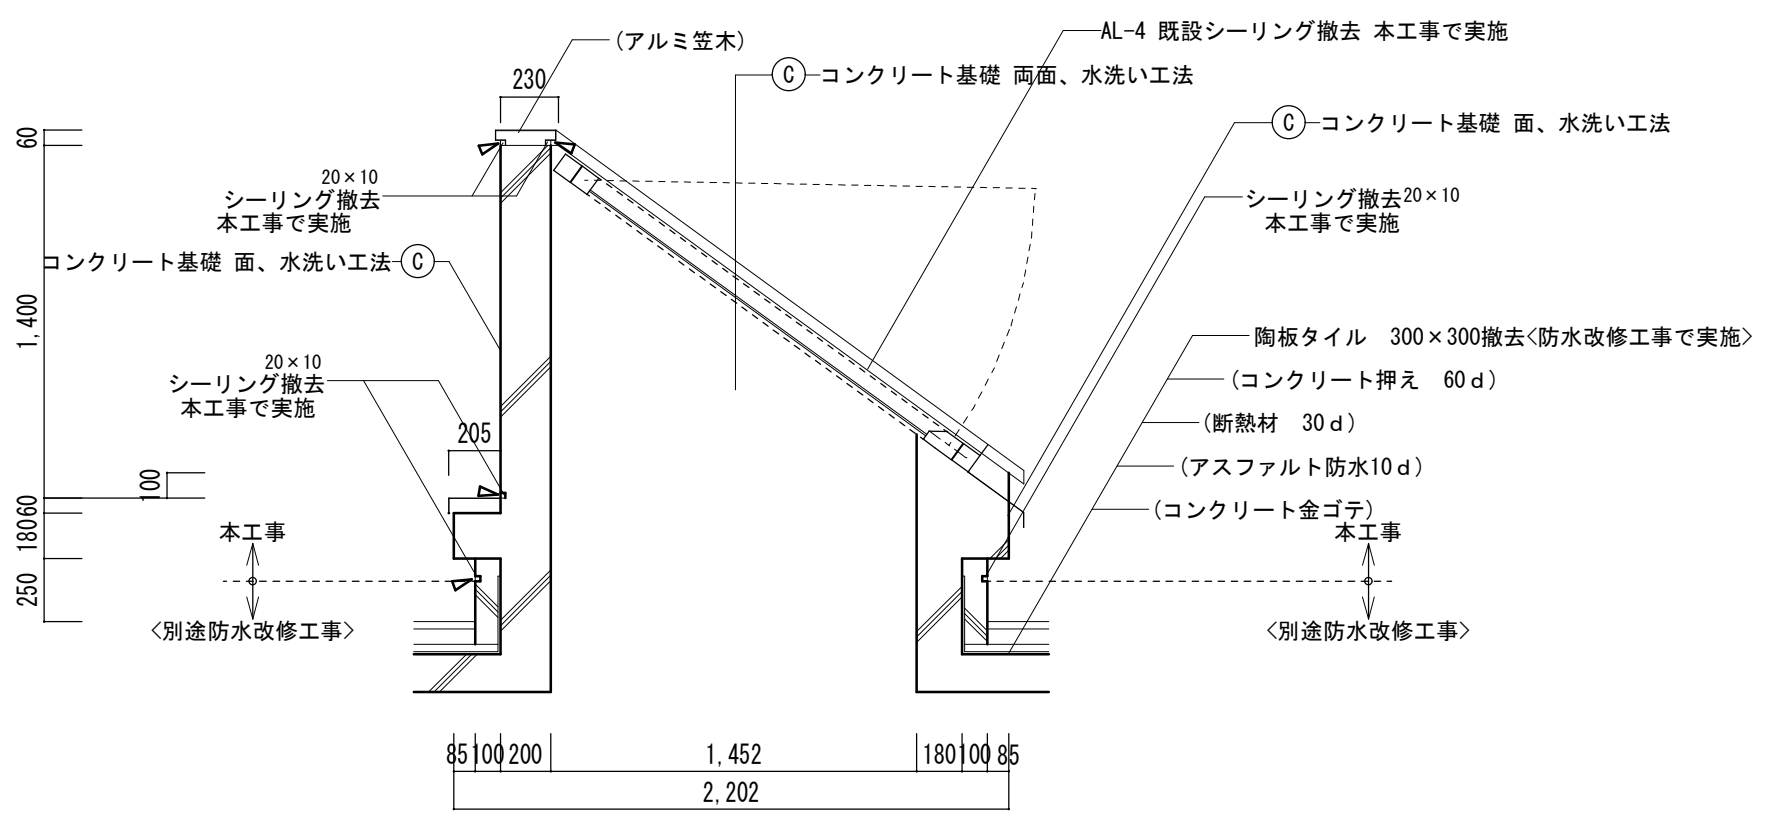 (アルミ笠木)
AL-4 既設シーリング撤去 本工事で実施
230
C コンクリート基礎 両面、水洗い工法
C コンクリート基礎 面、水洗い工法
60
20×10
シーリング撤去
本工事で実施
シーリング撤去20×10
本工事で実施
コンクリート基礎 面、水洗い工法 C
1,400
陶板タイル 300×300撤去<防水改修工事で実施>
20×10
シーリング撤去
本工事で実施
(コンクリート押え 60d)
(断熱材 30d)
205
(アスファルト防水10d)
100
(コンクリート金ゴテ)
60
180
本工事
本工事
250
<別途防水改修工事>
<別途防水改修工事>
85 100 200 1,452 180 100 85
2,202